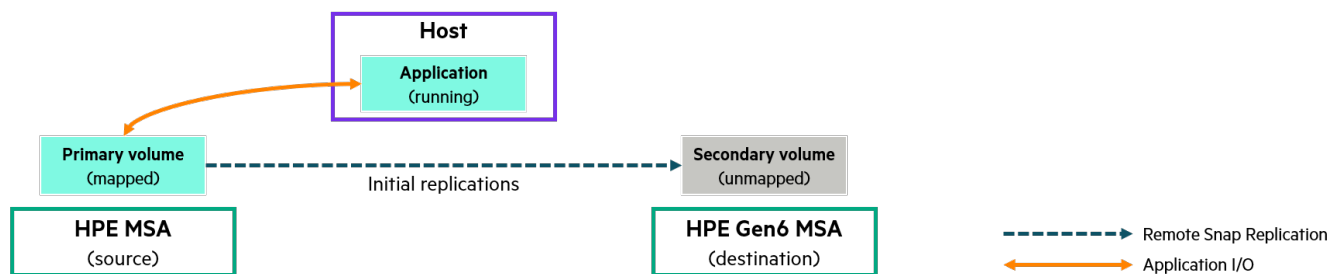 Host
Application
(running)
Primary volume
(mapped)
Initial replications
Secondary volume
(unmapped)
HPE MSA
(source)
HPE Gen6 MSA
(destination)
Remote Snap Replication
Application I/O